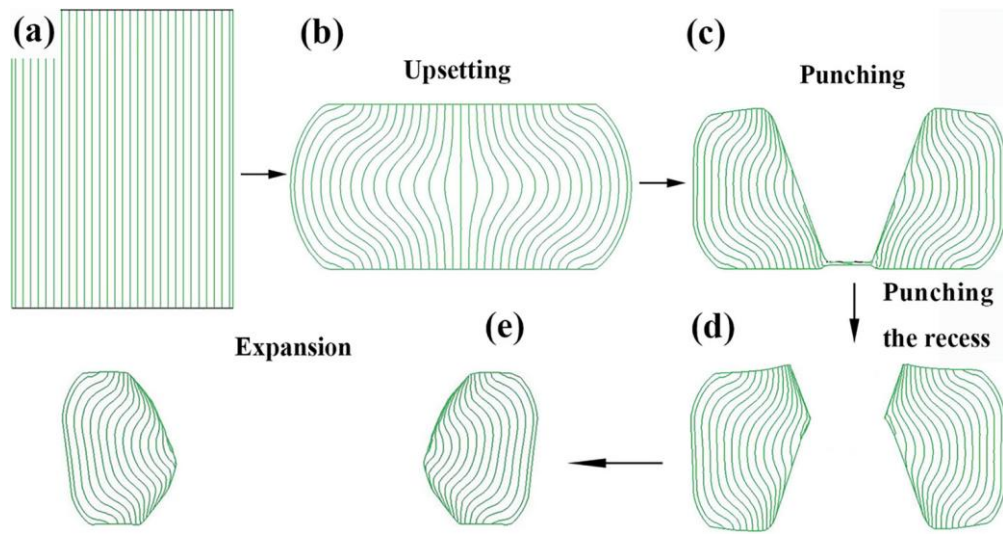 (a)
(b)
Upsetting
(c)
Punching
Punching
the recess
(d)
(e)
Expansion